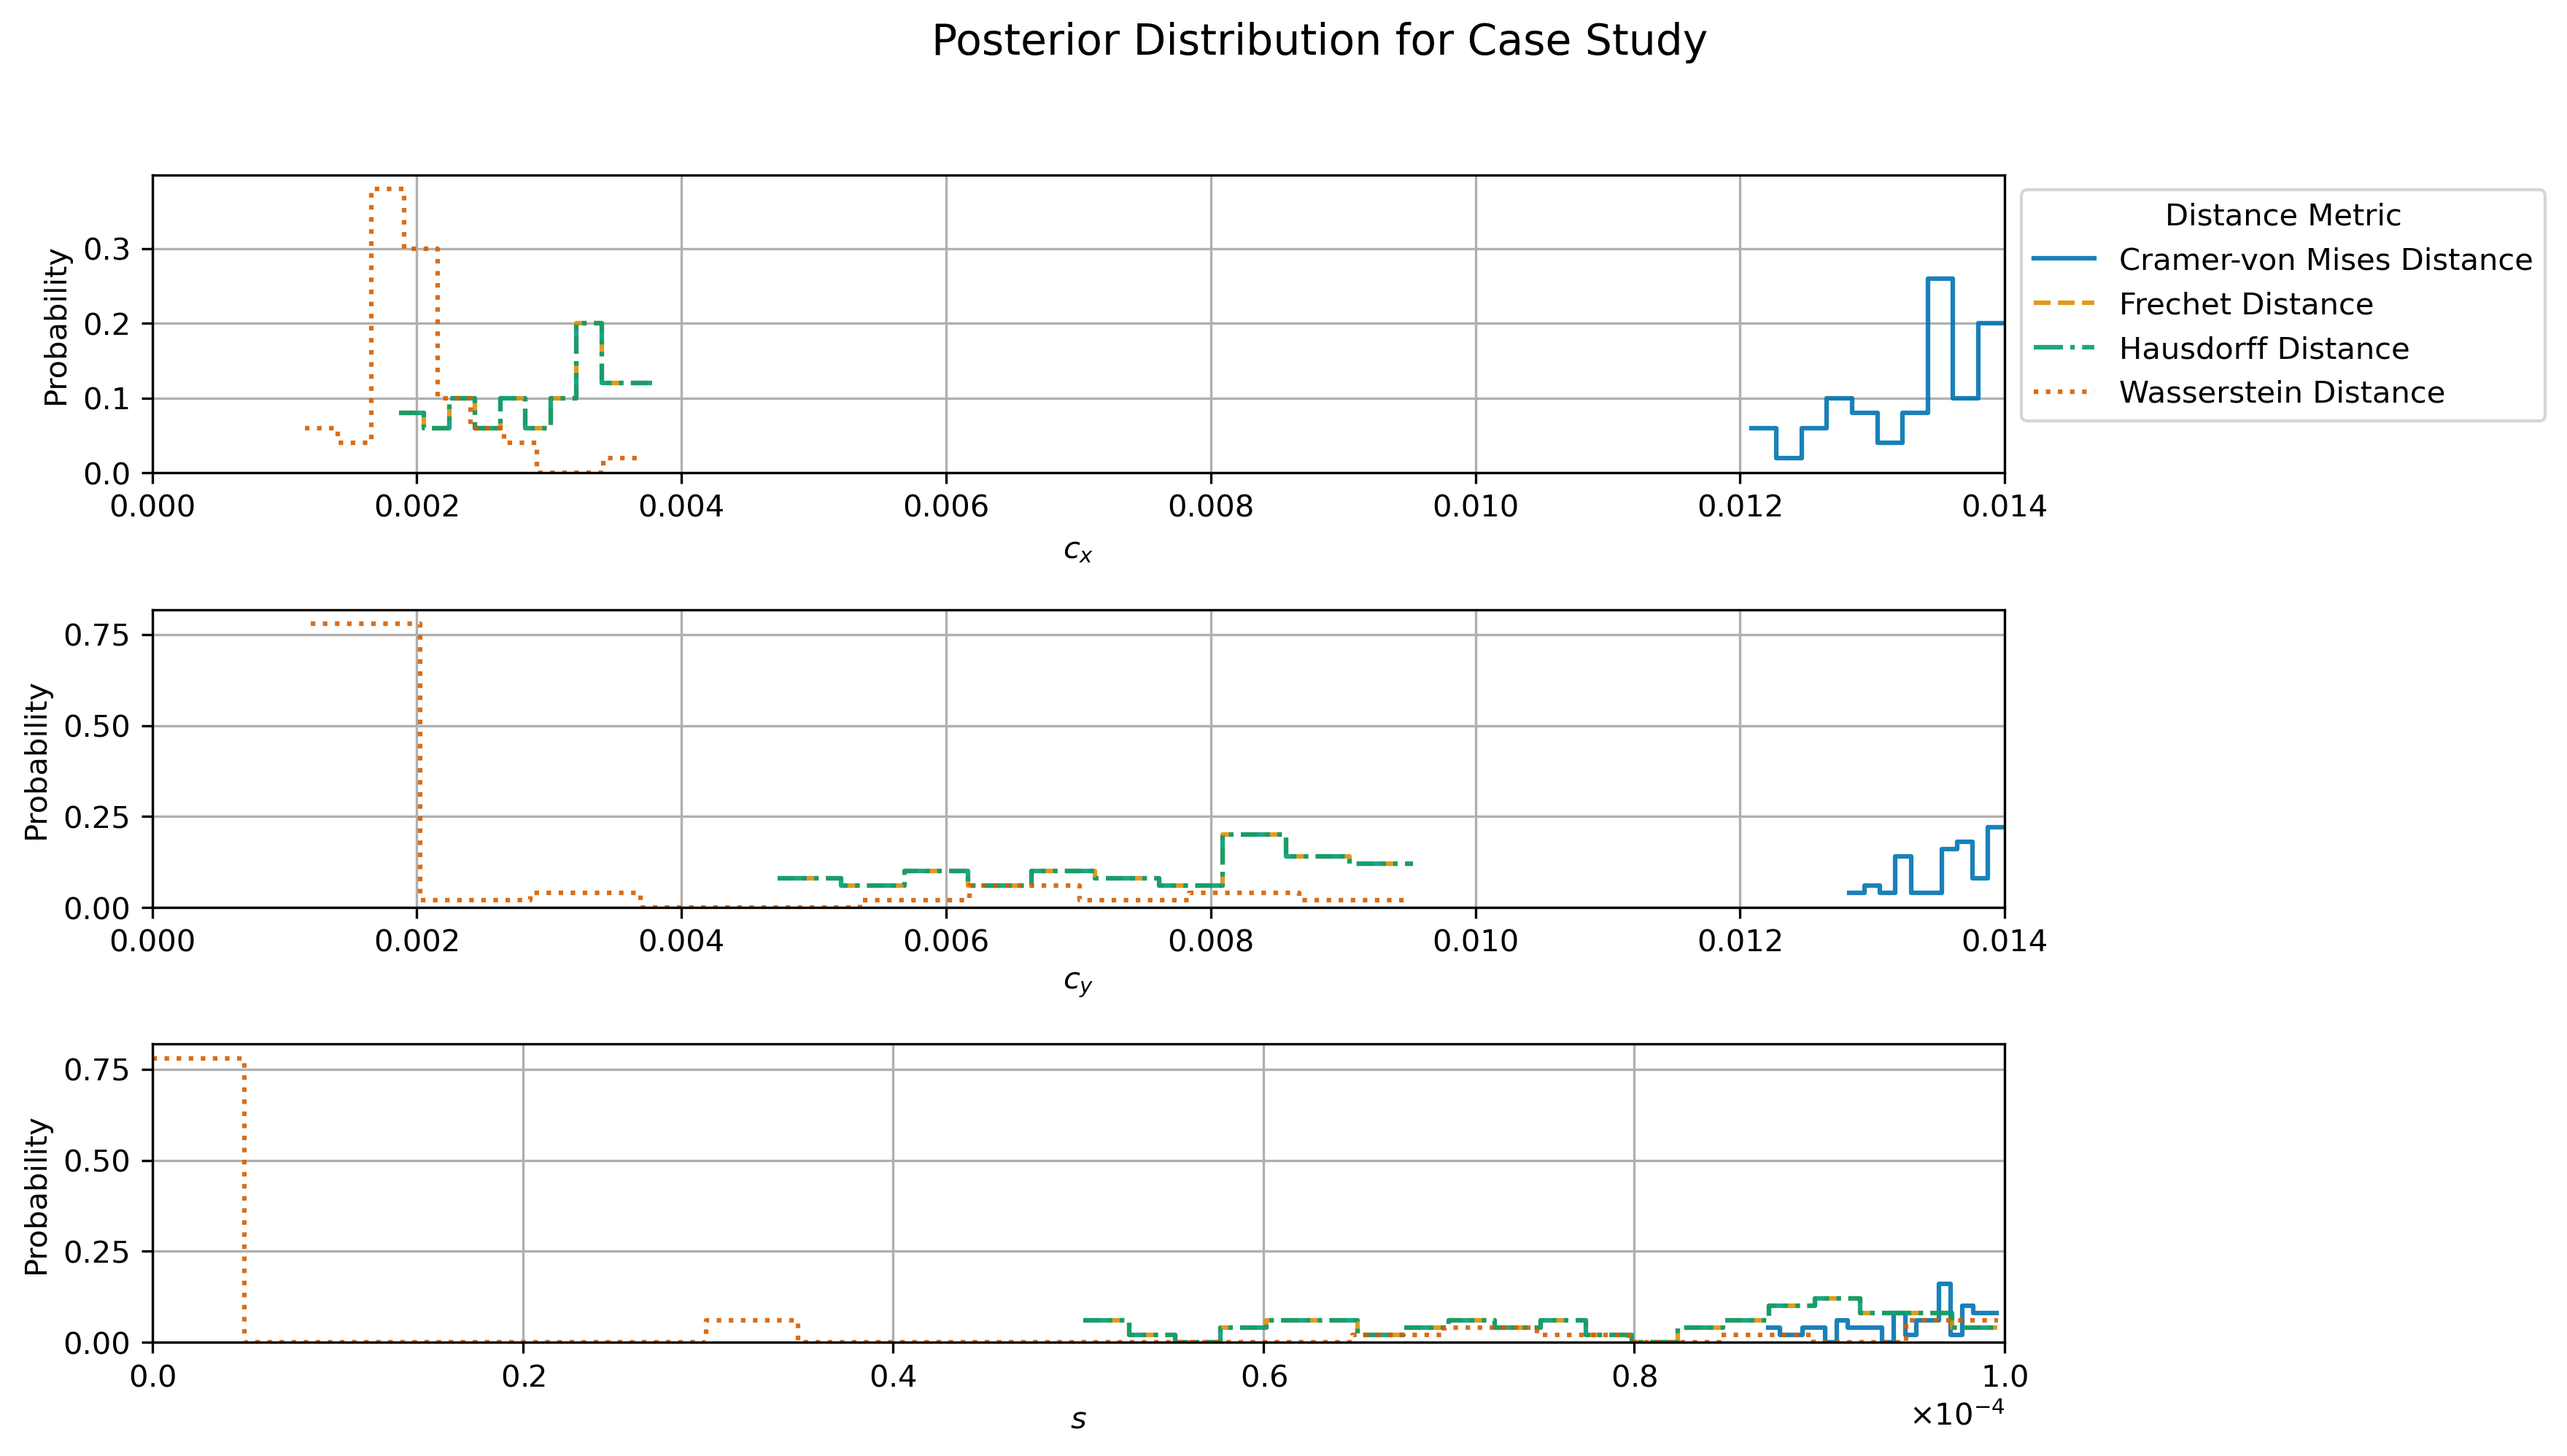 Posterior Distribution for Case Study
Probability
0.3
0.2
0.1
0.0
0.000 0.002 0.004 0.006 0.008 0.010 0.012 0.014
c_x
Distance Metric
Cramer-von Mises Distance
Frechet Distance
Hausdorff Distance
Wasserstein Distance
Probability
0.75
0.50
0.25
0.00
0.000 0.002 0.004 0.006 0.008 0.010 0.012 0.014
c_y
Probability
0.75
0.50
0.25
0.00
0.0 0.2 0.4 0.6 0.8 1.0
×10⁻⁴
s